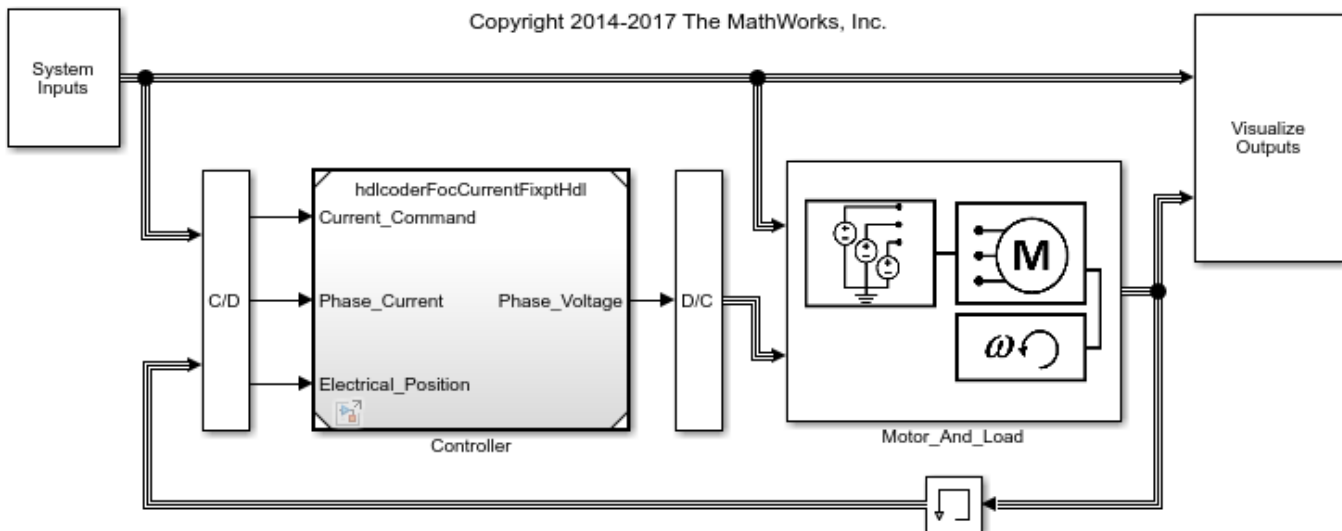 Copyright 2014-2017 The MathWorks, Inc.
System
Inputs
Visualize
Outputs
hdlcoderFocCurrentFixptHdl
Current_Command
C/D
Phase_Current
Phase_Voltage
D/C
Electrical_Position
Controller
M
ω
Motor_And_Load